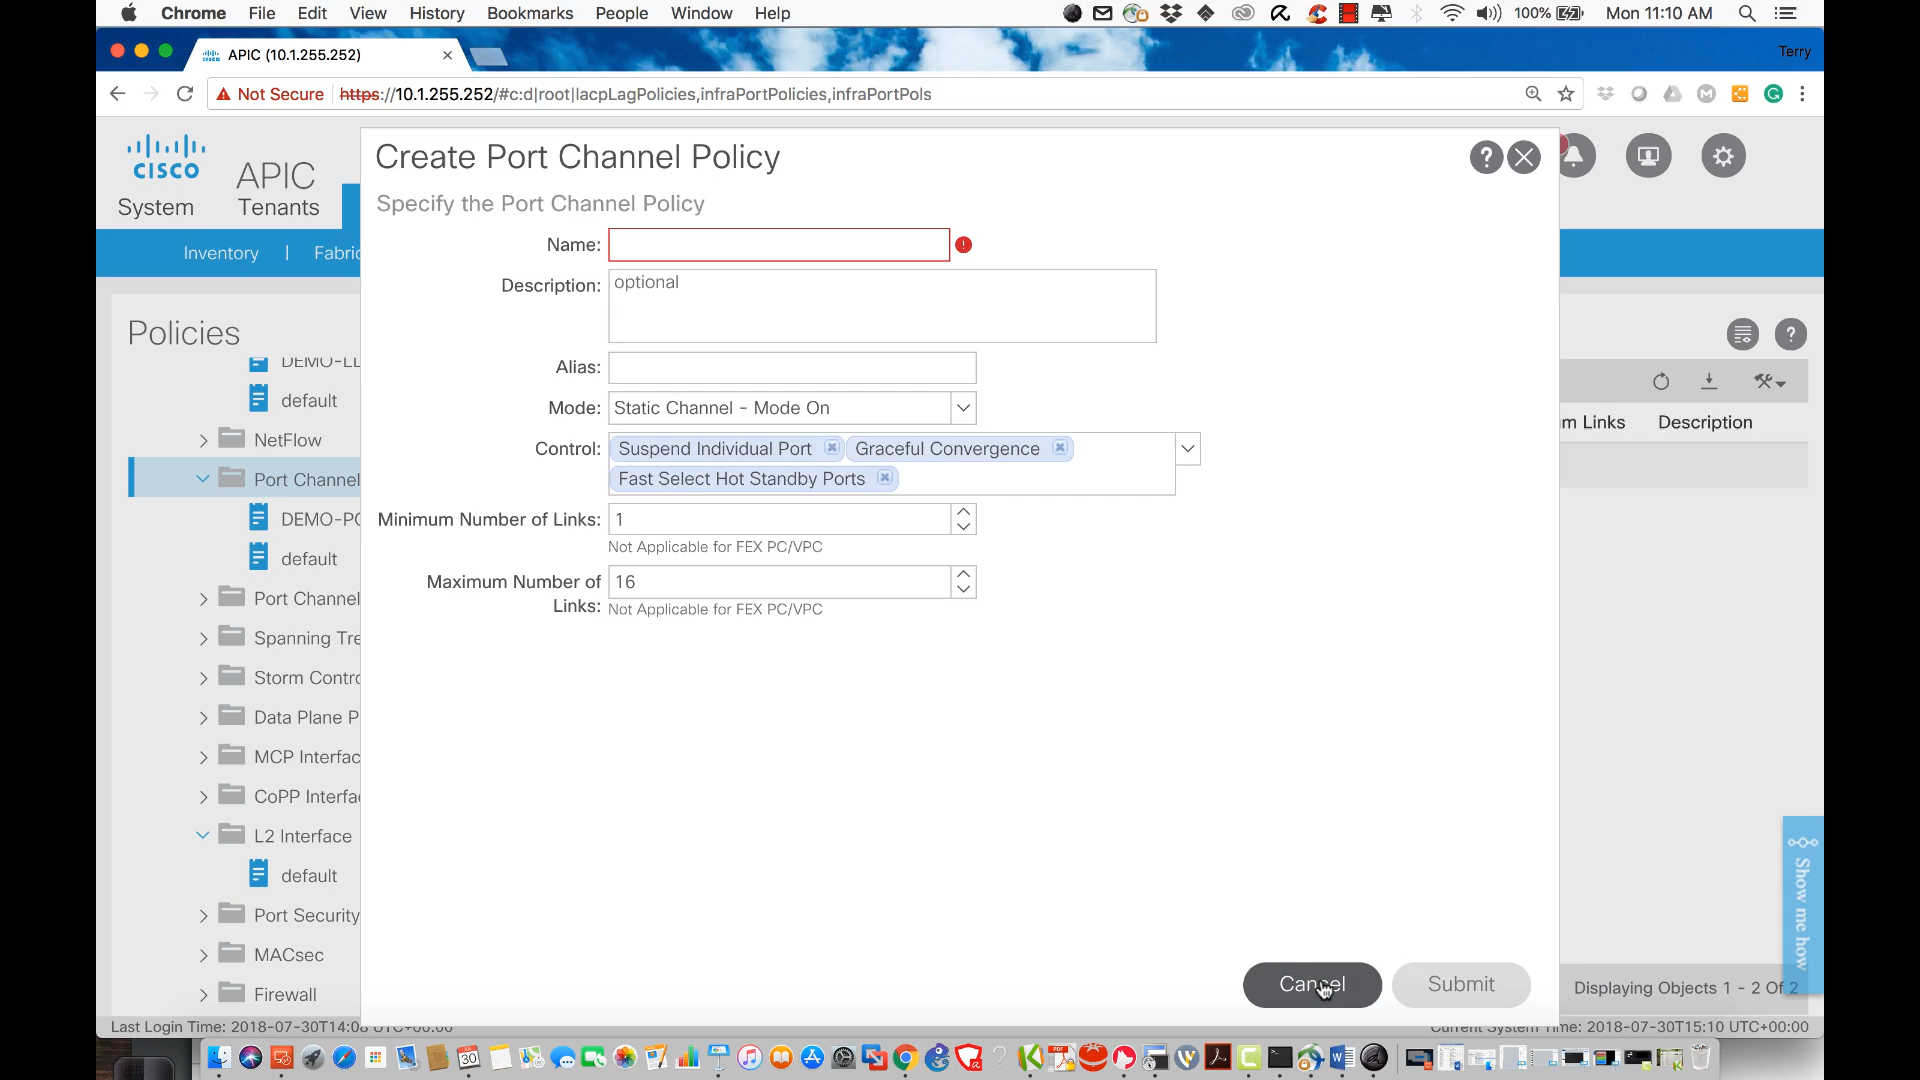 Chrome File Edit View History Bookmarks People Window Help 100% Mon 11:10 AM
APIC (10.1.255.252) Terry
Not Secure https://10.1.255.252/#c:d|root|lacpLagPolicies,infraPortPolicies,infraPortPols
CISCO APIC
System Tenants
Inventory | Fabric
Policies
DEMO-LL
default
NetFlow
Port Channel
DEMO-PC
default
Port Channel
Spanning Tre
Storm Contro
Data Plane P
MCP Interfac
CoPP Interfa
L2 Interface
default
Port Security
MACsec
Firewall
Create Port Channel Policy
Specify the Port Channel Policy
Name:
Description: optional
Alias:
Mode: Static Channel - Mode On
Control: Suspend Individual Port Graceful Convergence
Fast Select Hot Standby Ports
Minimum Number of Links: 1
Not Applicable for FEX PC/VPC
Maximum Number of Links: 16
Not Applicable for FEX PC/VPC
Cancel Submit
m Links Description
Show me how
Displaying Objects 1 - 2 Of 2
Last Login Time: 2018-07-30T14:08 UTC+00:00
Current System Time: 2018-07-30T15:10 UTC+00:00